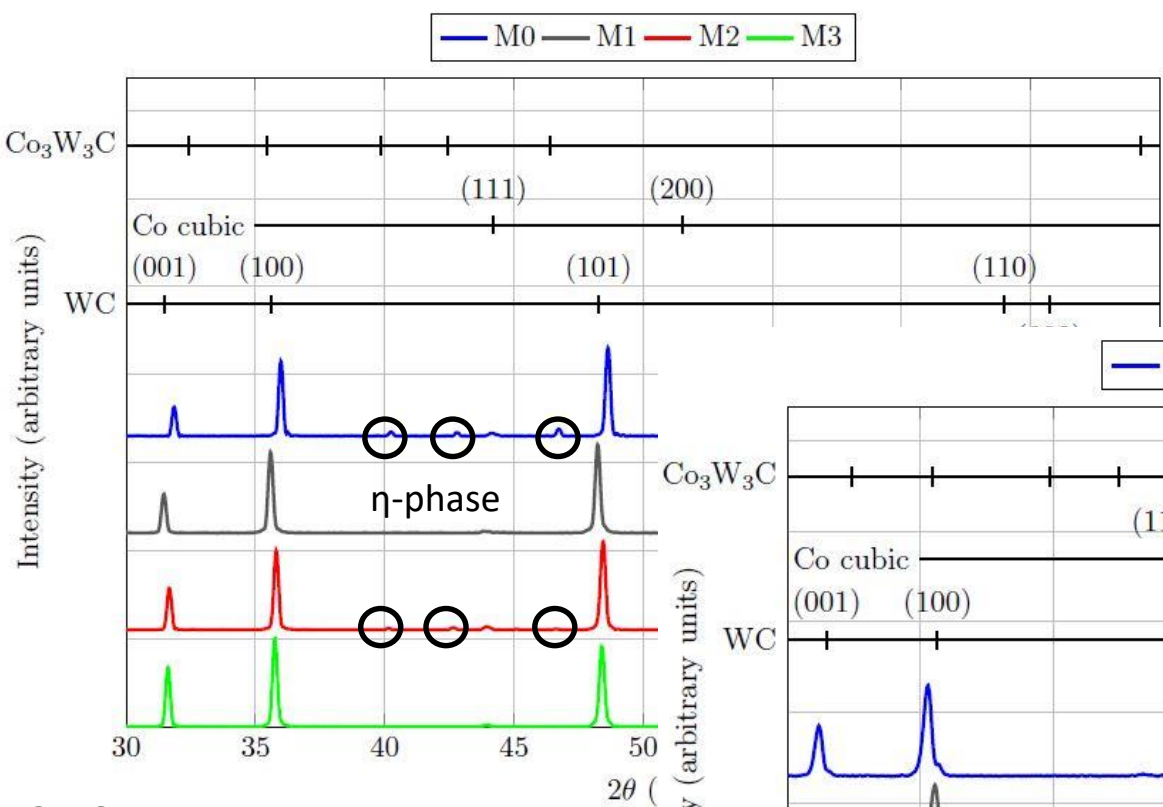 M0 M1 M2 M3
Co₃W₃C
(111) (200)
Co cubic
(001) (100) (101) (110)
WC
Intensity (arbitrary units)
η-phase
30 35 40 45 50
2θ (
Co₃W₃C
Co cubic
(001) (100)
WC
(arbitrary units)